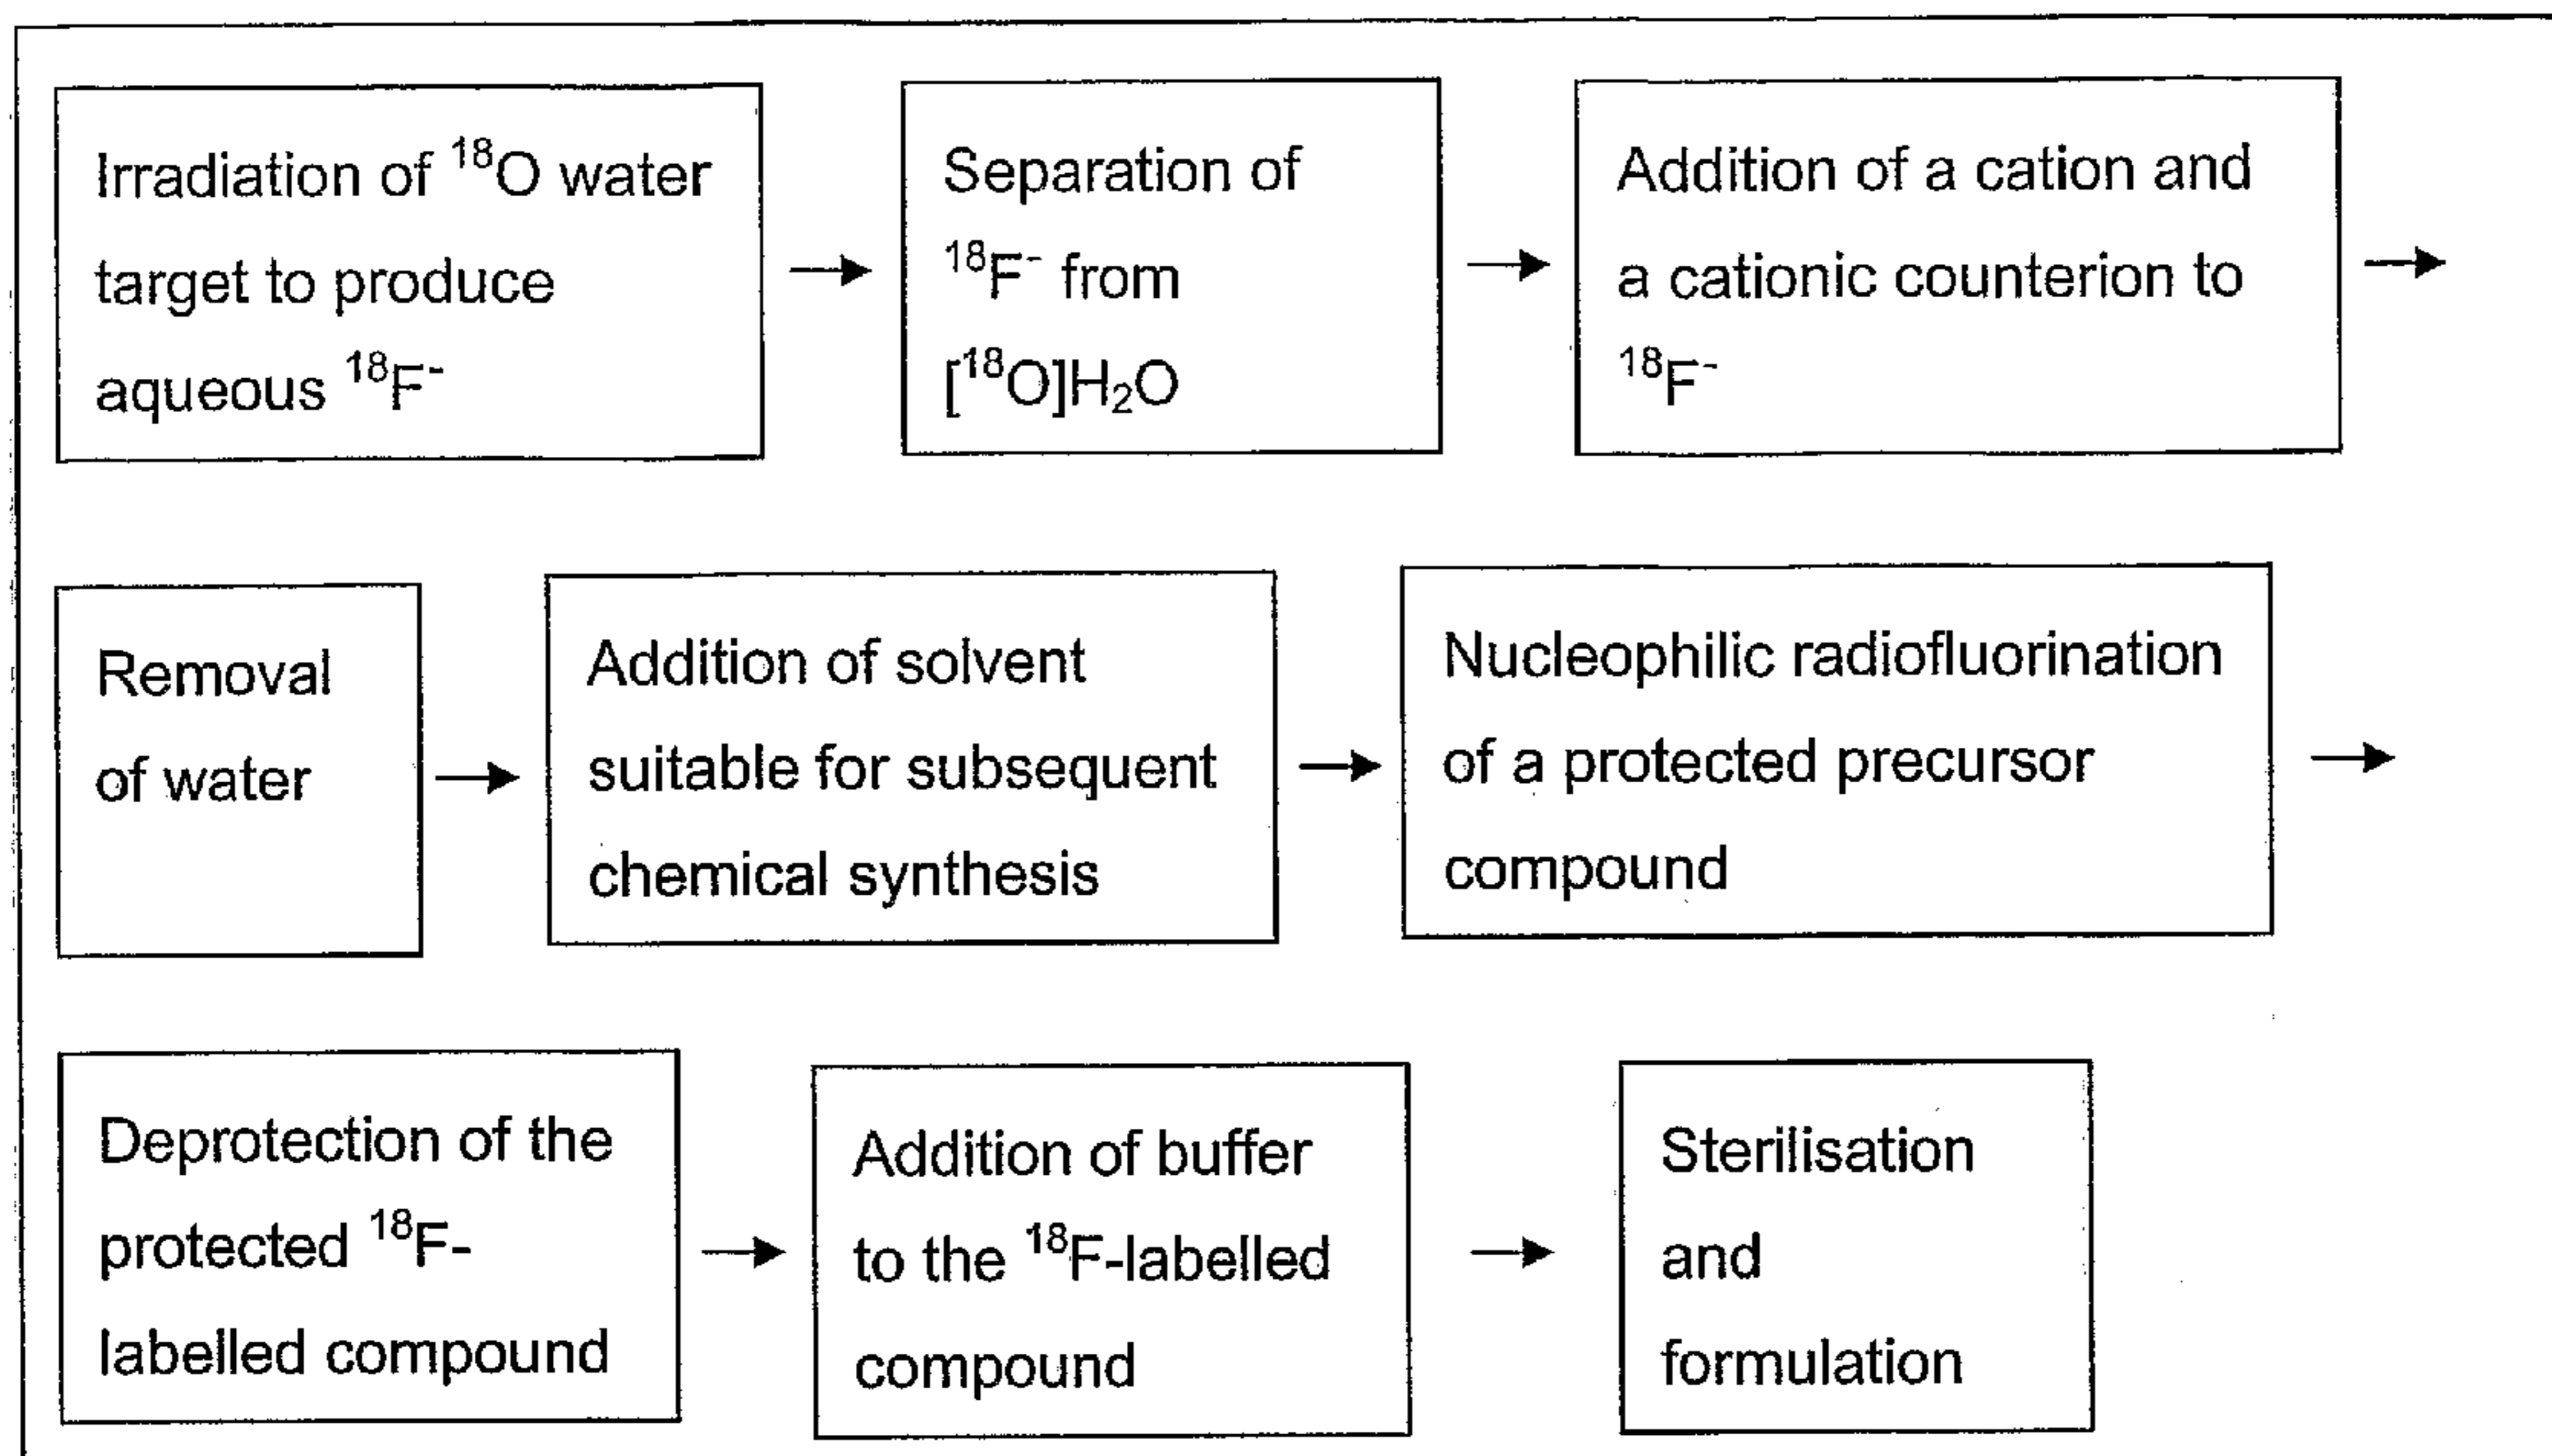 Irradiation of ¹⁸O water
target to produce
aqueous ¹⁸F⁻
Separation of
¹⁸F⁻ from
[¹⁸O]H₂O
Addition of a cation and
a cationic counterion to
¹⁸F⁻
Removal
of water
Addition of solvent
suitable for subsequent
chemical synthesis
Nucleophilic radiofluorination
of a protected precursor
compound
Deprotection of the
protected ¹⁸F-
labelled compound
Addition of buffer
to the ¹⁸F-labelled
compound
Sterilisation
and
formulation